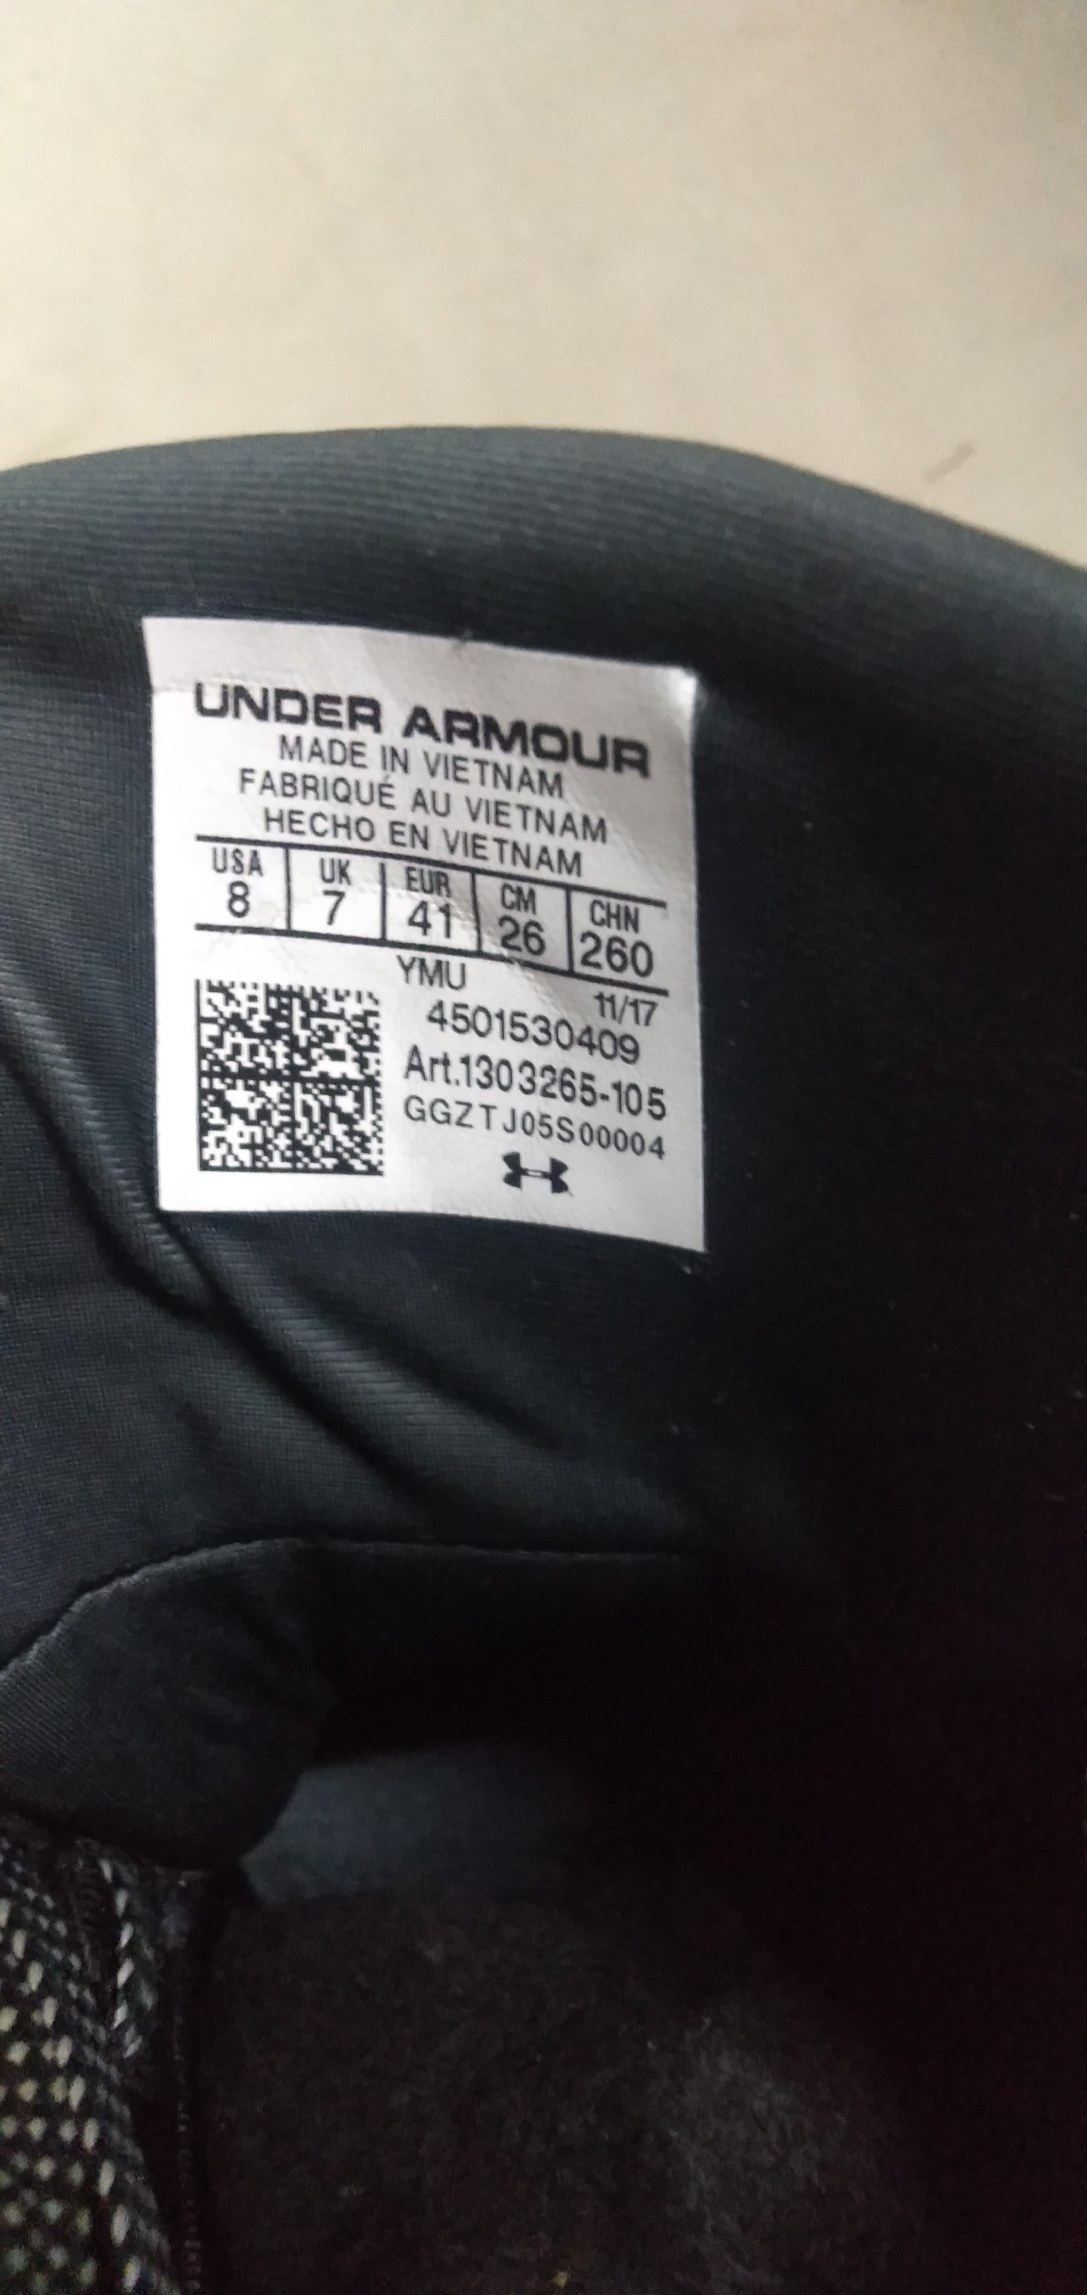 UNDER ARMOUR
MADE IN VIETNAM
FABRIQUÉ AU VIETNAM
HECHO EN VIETNAM
USA UK EUR CM CHN
8 7 41 26 260
YMU 11/17
4501530409
Art.1303265-105
GGZTJ05S00004